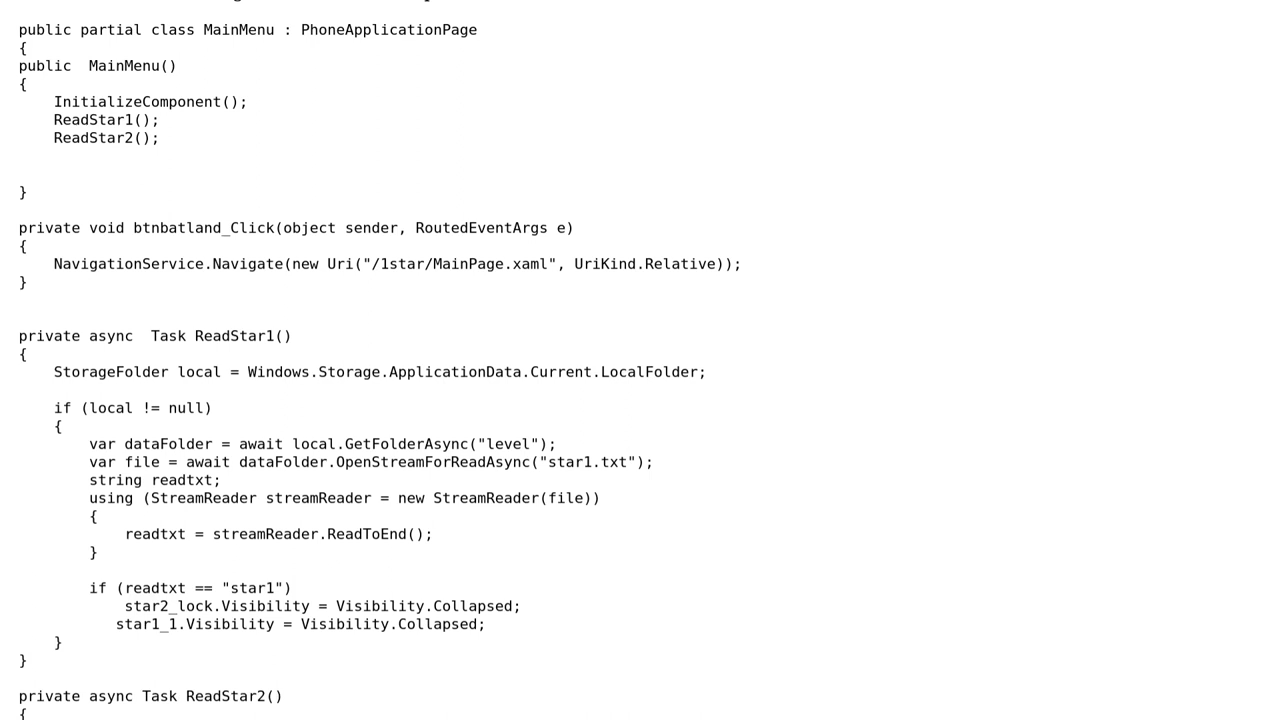 public partial class MainMenu : PhoneApplicationPage
{
public  MainMenu()
{
    InitializeComponent();
    ReadStar1();
    ReadStar2();
}
private void btnbatland_Click(object sender, RoutedEventArgs e)
{
    NavigationService.Navigate(new Uri("/1star/MainPage.xaml", UriKind.Relative));
}
private async  Task ReadStar1()
{
    StorageFolder local = Windows.Storage.ApplicationData.Current.LocalFolder;
    if (local != null)
    {
        var dataFolder = await local.GetFolderAsync("level");
        var file = await dataFolder.OpenStreamForReadAsync("star1.txt");
        string readtxt;
        using (StreamReader streamReader = new StreamReader(file))
        {
            readtxt = streamReader.ReadToEnd();
        }
        if (readtxt == "star1")
            star2_lock.Visibility = Visibility.Collapsed;
           star1_1.Visibility = Visibility.Collapsed;
    }
}
private async Task ReadStar2()
{